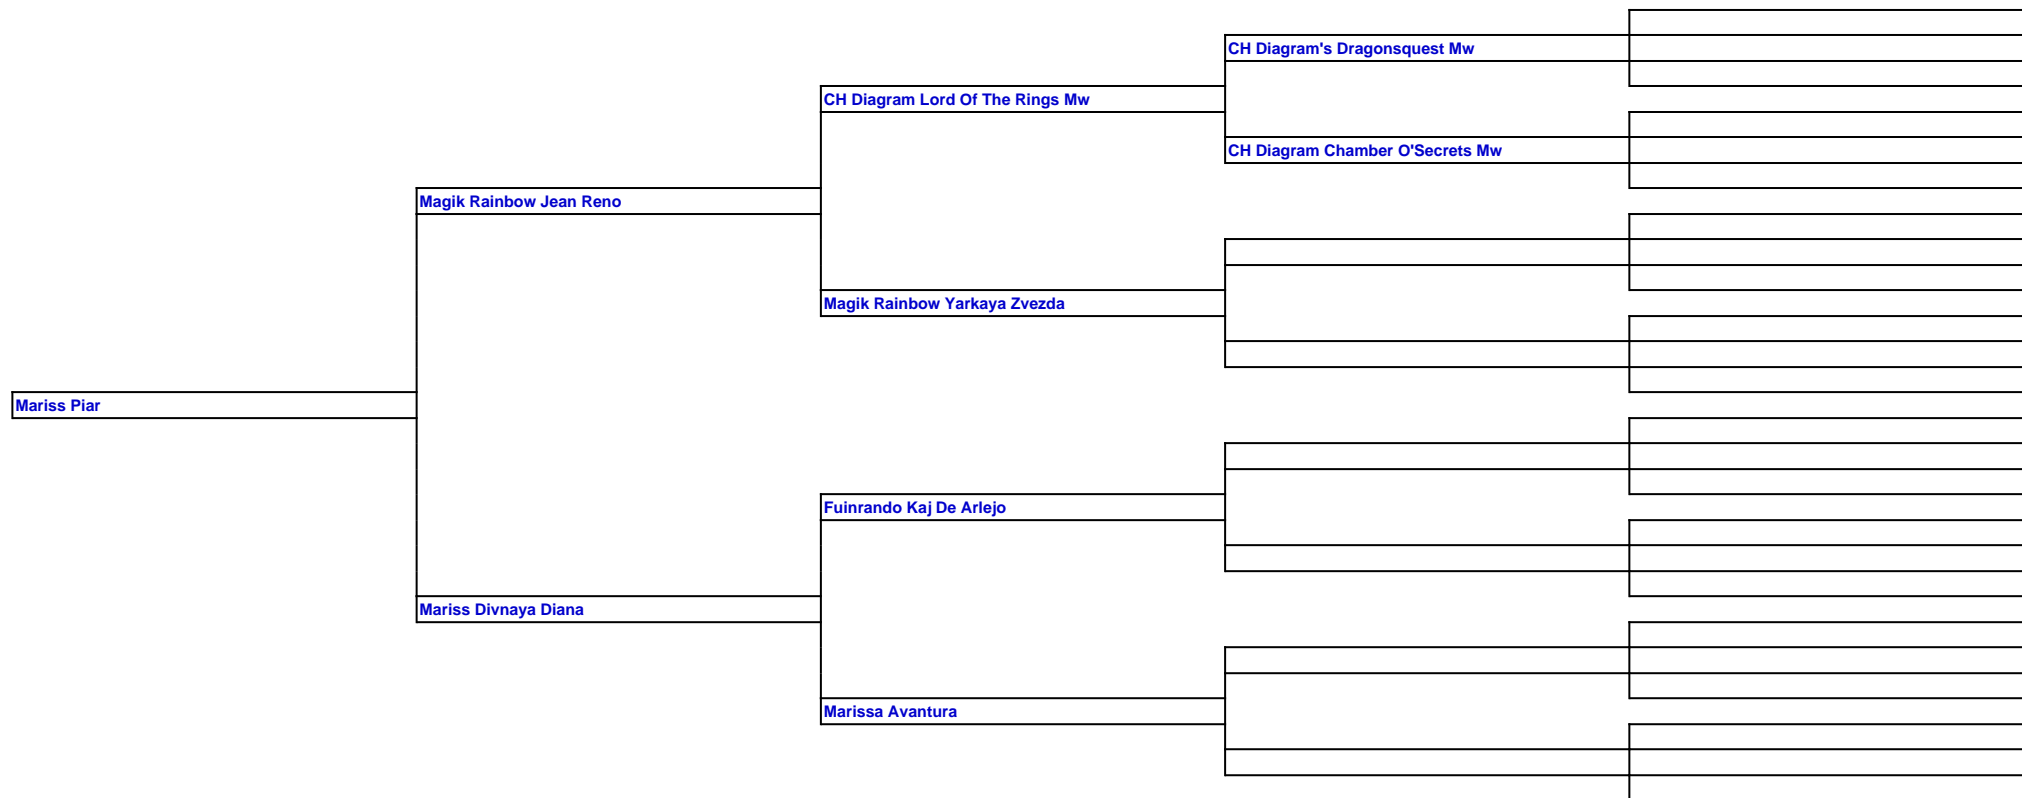 CH Diagram's Dragonsquest Mw
CH Diagram Lord Of The Rings Mw
CH Diagram Chamber O'Secrets Mw
Magik Rainbow Jean Reno
Magik Rainbow Yarkaya Zvezda
Mariss Piar
Fuinrando Kaj De Arlejo
Mariss Divnaya Diana
Marissa Avantura